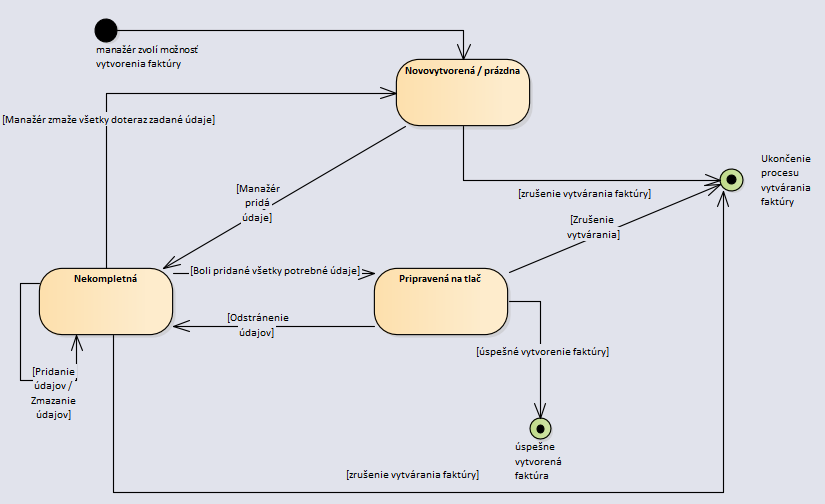 manažér zvolí možnosť
vytvorenia faktúry
Novovytvorená / prázdna
[Manažér zmaže všetky doteraz zadané údaje]
Ukončenie
procesu
vytvárania
faktúry
[Manažér
pridá
údaje]
[zrušenie vytvárania faktúry]
[Zrušenie
vytvárania]
Nekompletná
[Boli pridané všetky potrebné údaje]
Pripravená na tlač
[Odstránenie
údajov]
[úspešné vytvorenie faktúry]
[Pridanie
údajov /
Zmazanie
údajov]
úspešne
vytvorená
faktúra
[zrušenie vytvárania faktúry]